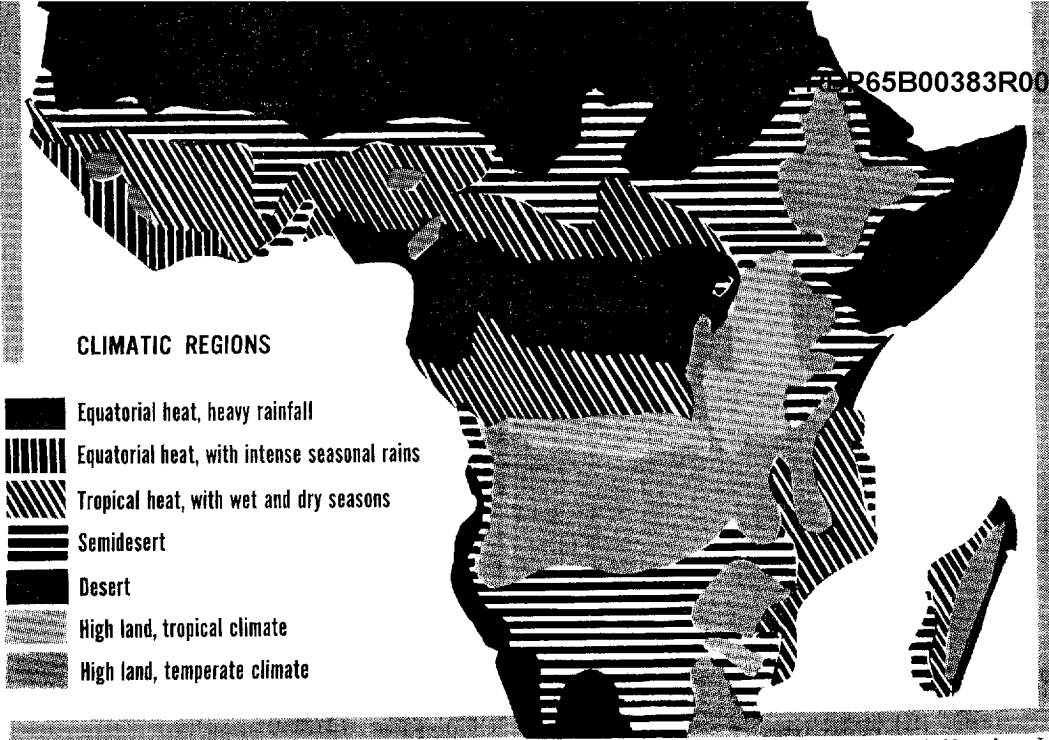 RDP65B00383R00
CLIMATIC REGIONS
Equatorial heat, heavy rainfall
Equatorial heat, with intense seasonal rains
Tropical heat, with wet and dry seasons
Semidesert
Desert
High land, tropical climate
High land, temperate climate